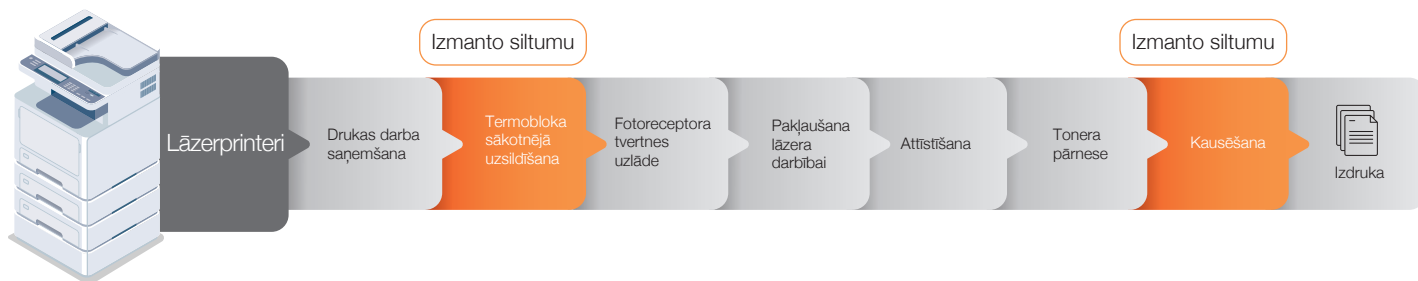 Izmanto siltumu
Izmanto siltumu
Lāzerprinteri
Drukas darba
saņemšana
Termobloka
sākotnējā
uzsildīšana
Fotoreceptora
tvertnes
uzlāde
Pakļaušana
lāzera
darbībai
Attīstīšana
Tonera
pārnese
Kausēšana
Izdruka